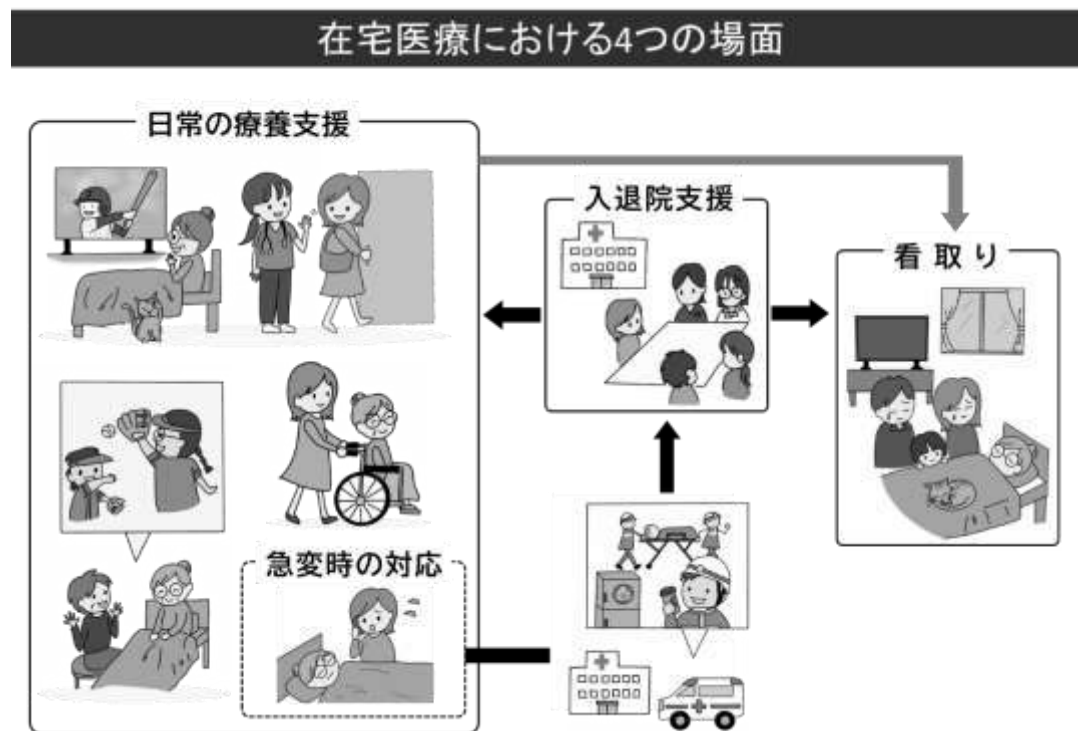 在宅医療における4つの場面
日常の療養支援
入退院支援
看取り
急変時の対応